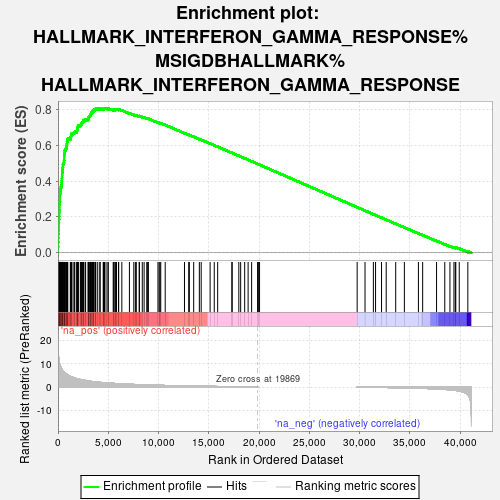 Enrichment plot:
HALLMARK_INTERFERON_GAMMA_RESPONSE%
MSIGDBHALLMARK%
HALLMARK_INTERFERON_GAMMA_RESPONSE
Enrichment score (ES)
0.8
0.6
0.4
0.2
0.0
'na_pos' (positively correlated)
Ranked list metric (PreRanked)
20
10
0
-10
Zero cross at 19869
'na_neg' (negatively correlated)
0 5,000 10,000 15,000 20,000 25,000 30,000 35,000 40,000
Rank in Ordered Dataset
Enrichment profile Hits Ranking metric scores